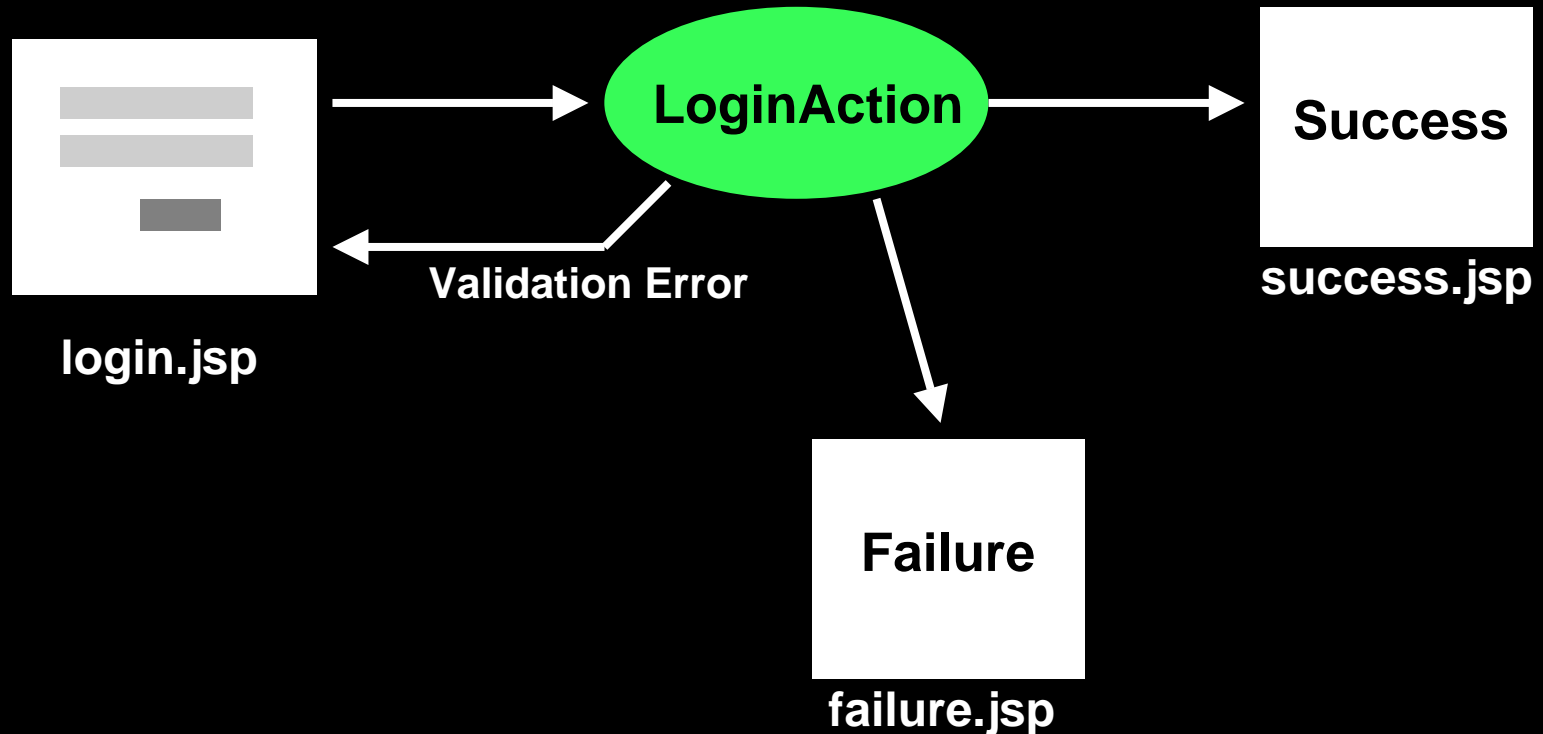 LoginAction
Success
Validation Error
success.jsp
login.jsp
Failure
failure.jsp